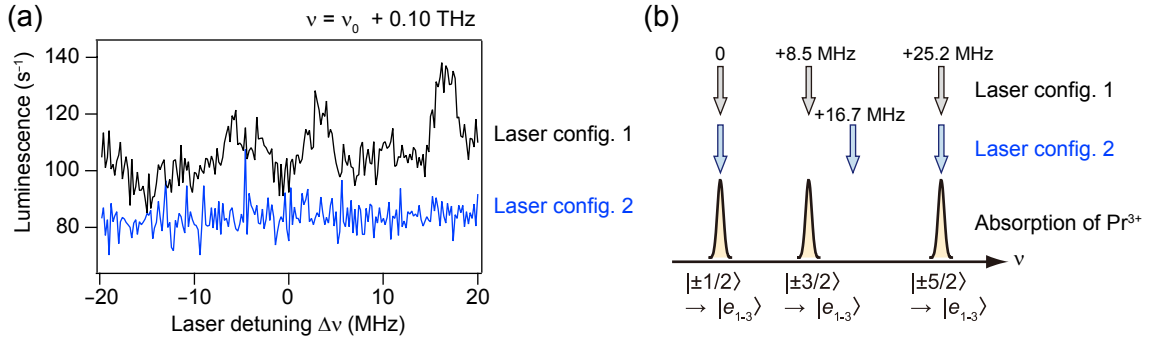 (a)
ν = ν0 + 0.10 THz
Luminescence (s⁻¹)
140
120
100
80
−20
−10
0
10
20
Laser detuning Δν (MHz)
Laser config. 1
Laser config. 2
(b)
0
+8.5 MHz
+25.2 MHz
Laser config. 1
+16.7 MHz
Laser config. 2
Absorption of Pr³⁺
ν
|±1/2⟩
→ |e1-3⟩
|±3/2⟩
→ |e1-3⟩
|±5/2⟩
→ |e1-3⟩